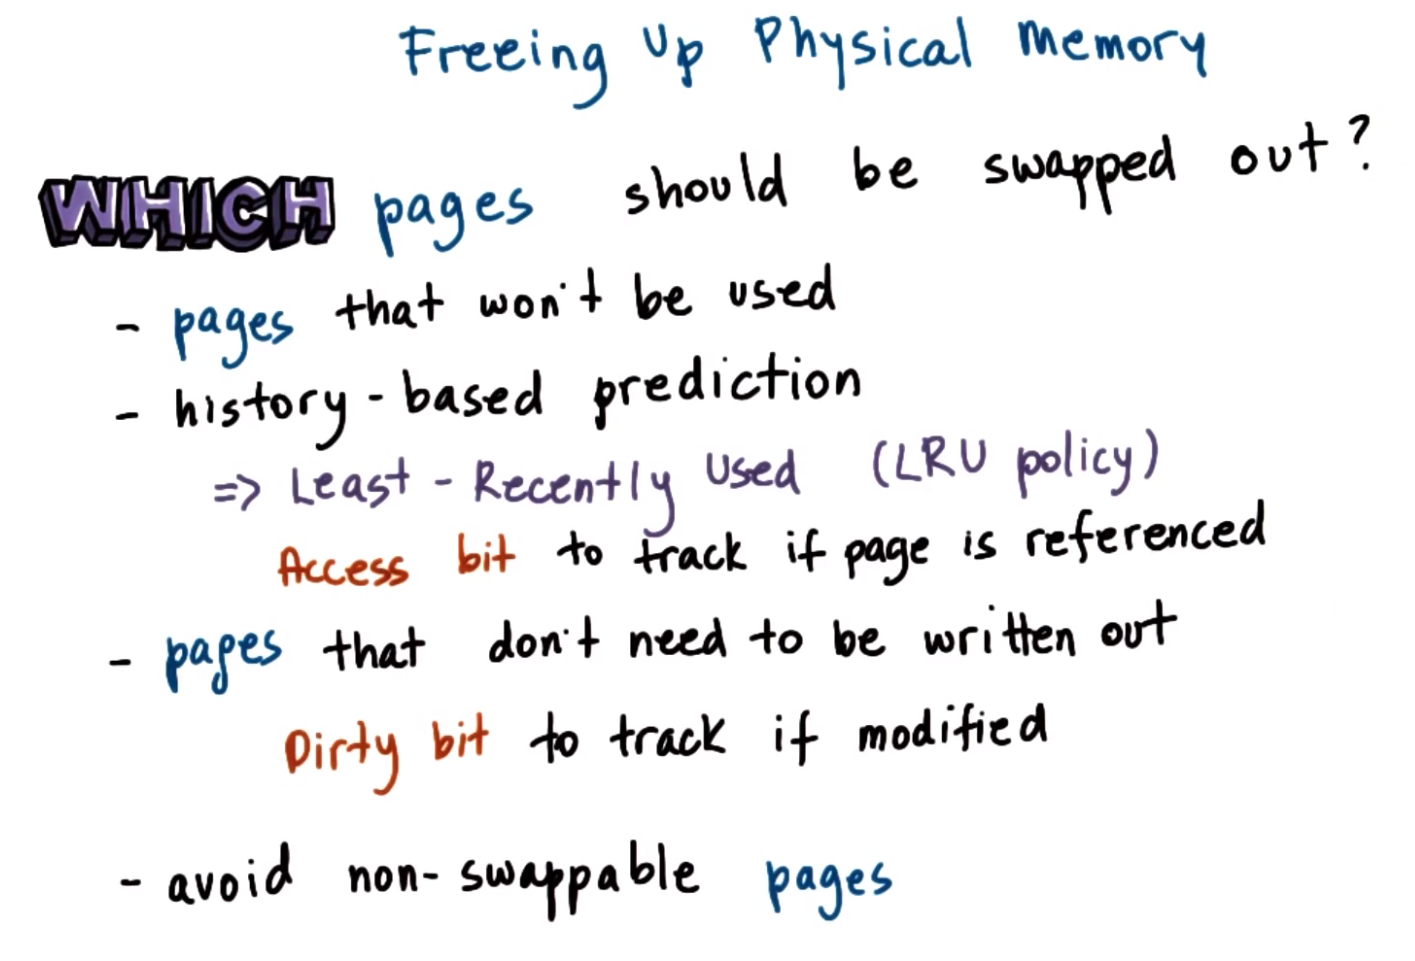 Freeing Up Physical Memory
WHICH pages should be swapped out?
- pages that won't be used
- history-based prediction
=> Least-Recently Used (LRU policy)
Access bit to track if page is referenced
- pages that don't need to be written out
Dirty bit to track if modified
- avoid non-swappable pages